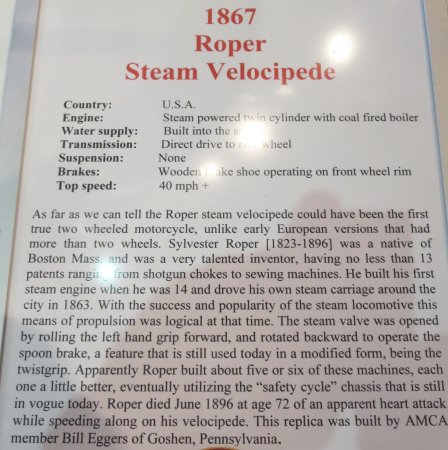 1867
Roper
Steam Velocipede
Country: U.S.A.
Engine: Steam powered twin cylinder with coal fired boiler
Water supply: Built into the
Transmission: Direct drive to rear wheel
Suspension: None
Brakes: Wooden brake shoe operating on front wheel rim
Top speed: 40 mph +
As far as we can tell the Roper steam velocipede could have been the first
true two wheeled motorcycle, unlike early European versions that had
more than two wheels. Sylvester Roper [1823-1896] was a native of
Boston Mass. and was a very talented inventor, having no less than 13
patents ranging from shotgun chokes to sewing machines. He built his first
steam engine when he was 14 and drove his own steam carriage around the
city in 1863. With the success and popularity of the steam locomotive this
means of propulsion was logical at that time. The steam valve was opened
by rolling the left hand grip forward, and rotated backward to operate the
spoon brake, a feature that is still used today in a modified form, being the
twistgrip. Apparently Roper built about five or six of these machines, each
one a little better, eventually utilizing the “safety cycle” chassis that is still
in vogue today. Roper died June 1896 at age 72 of an apparent heart attack
while speeding along on his velocipede. This replica was built by AMCA
member Bill Eggers of Goshen, Pennsylvania.